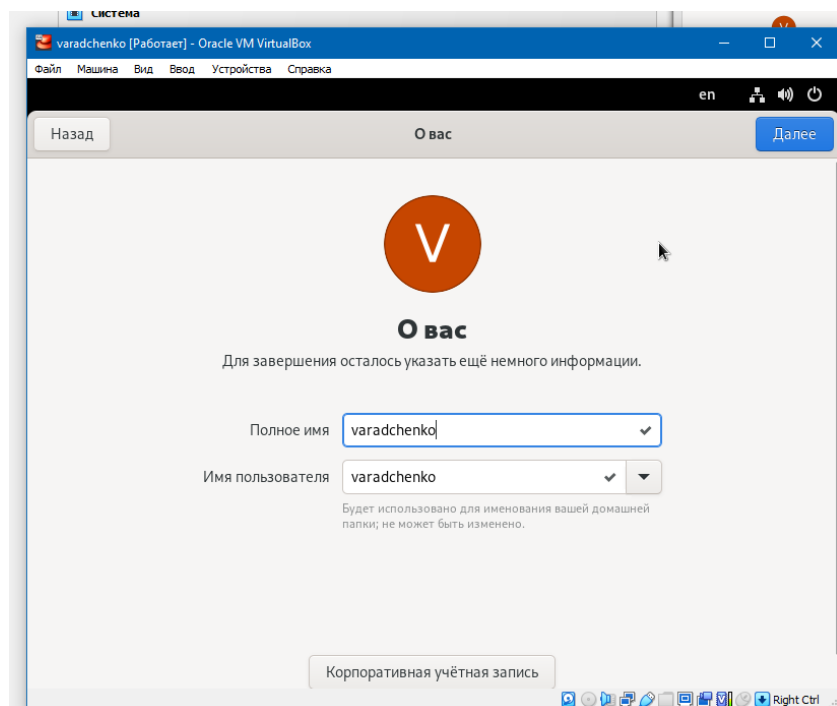 Система
varadchenko [Работает] - Oracle VM VirtualBox
Файл Машина Вид Ввод Устройства Справка
en
Назад О вас Далее
V
О вас
Для завершения осталось указать ещё немного информации.
Полное имя varadchenko
Имя пользователя varadchenko
Будет использовано для именования вашей домашней
папки; не может быть изменено.
Корпоративная учётная запись
Right Ctrl